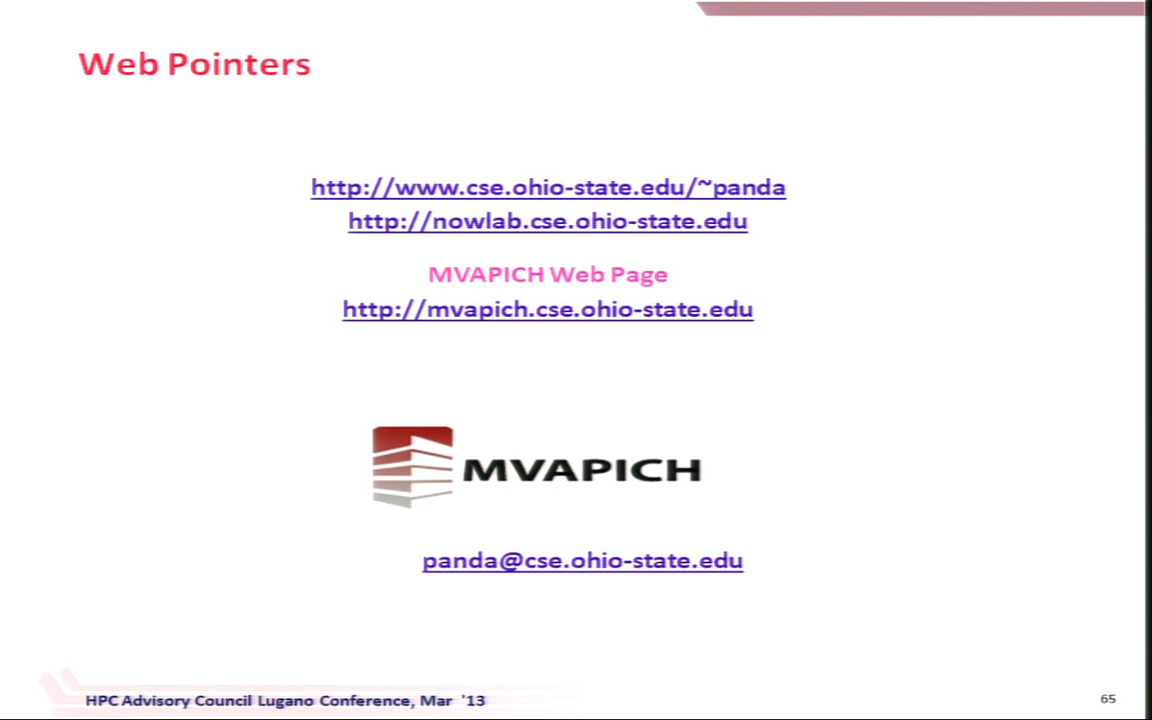 Web Pointers
http://www.cse.ohio-state.edu/~panda
http://nowlab.cse.ohio-state.edu
MVAPICH Web Page
http://mvapich.cse.ohio-state.edu
MVAPICH
panda@cse.ohio-state.edu
HPC Advisory Council Lugano Conference, Mar '13
65